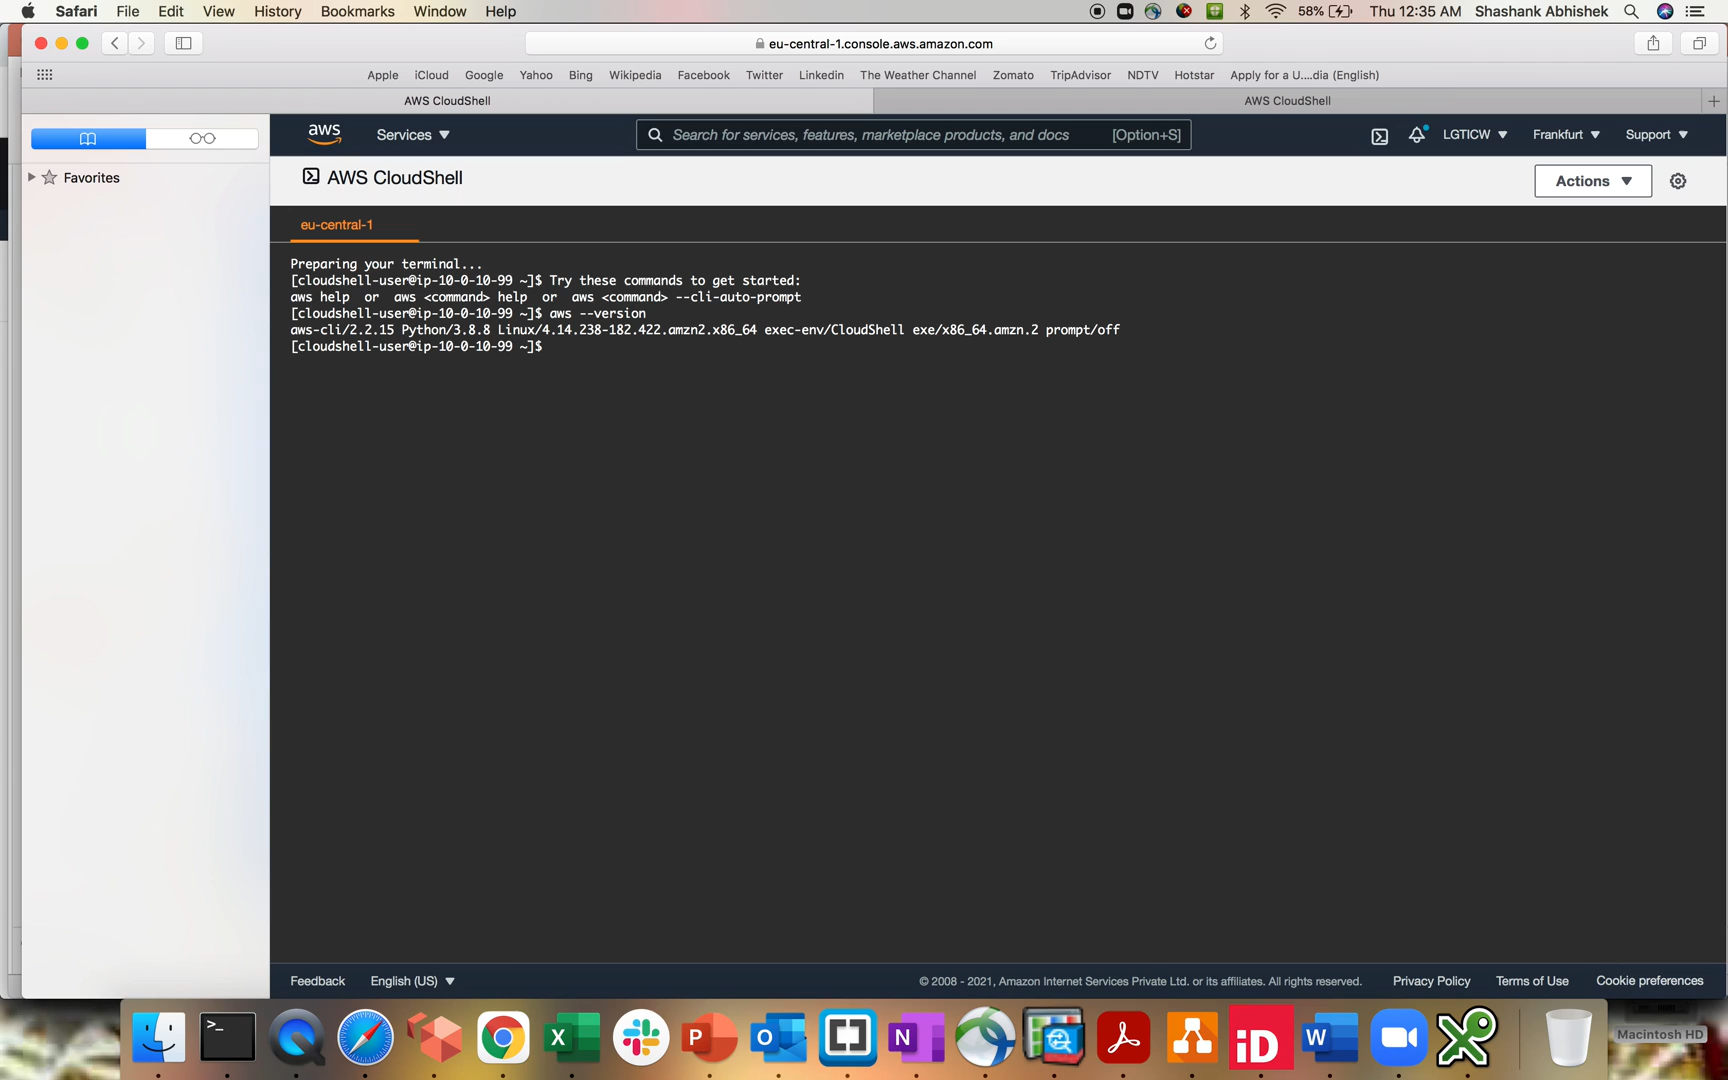 Safari File Edit View History Bookmarks Window Help 58% Thu 12:35 AM Shashank Abhishek
eu-central-1.console.aws.amazon.com
Apple iCloud Google Yahoo Bing Wikipedia Facebook Twitter Linkedin The Weather Channel Zomato TripAdvisor NDTV Hotstar Apply for a U....dia (English)
AWS CloudShell AWS CloudShell
aws Services Search for services, features, marketplace products, and docs [Option+S] LGTICW Frankfurt Support
Favorites
AWS CloudShell Actions
eu-central-1
Preparing your terminal...
[cloudshell-user@ip-10-0-10-99 ~]$ Try these commands to get started:
aws help or aws <command> help or aws <command> --cli-auto-prompt
[cloudshell-user@ip-10-0-10-99 ~]$ aws --version
aws-cli/2.2.15 Python/3.8.8 Linux/4.14.238-182.422.amzn2.x86_64 exec-env/CloudShell exe/x86_64.amzn.2 prompt/off
[cloudshell-user@ip-10-0-10-99 ~]$
Feedback English (US) © 2008 - 2021, Amazon Internet Services Private Ltd. or its affiliates. All rights reserved. Privacy Policy Terms of Use Cookie preferences
Macintosh HD